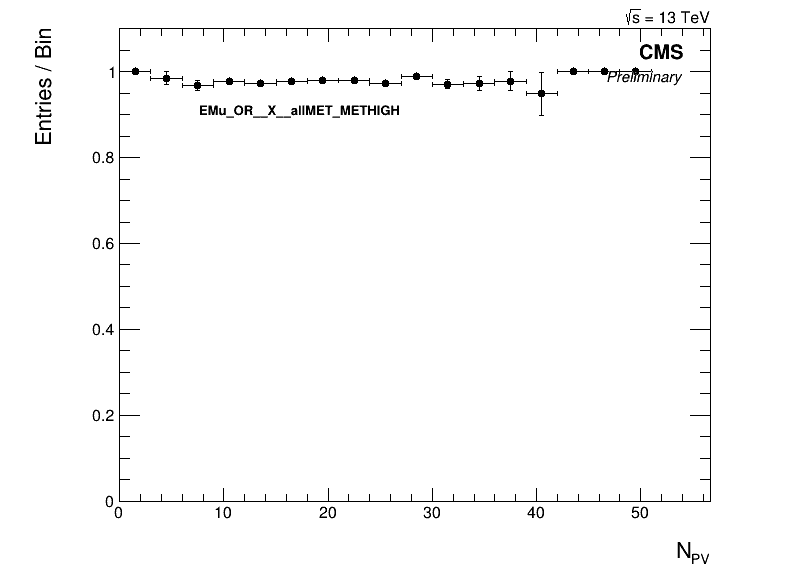 √s = 13 TeV
CMS
Preliminary
EMu_OR__X__allMET_METHIGH
Entries / Bin
1
0.8
0.6
0.4
0.2
0
0 10 20 30 40 50
N_PV